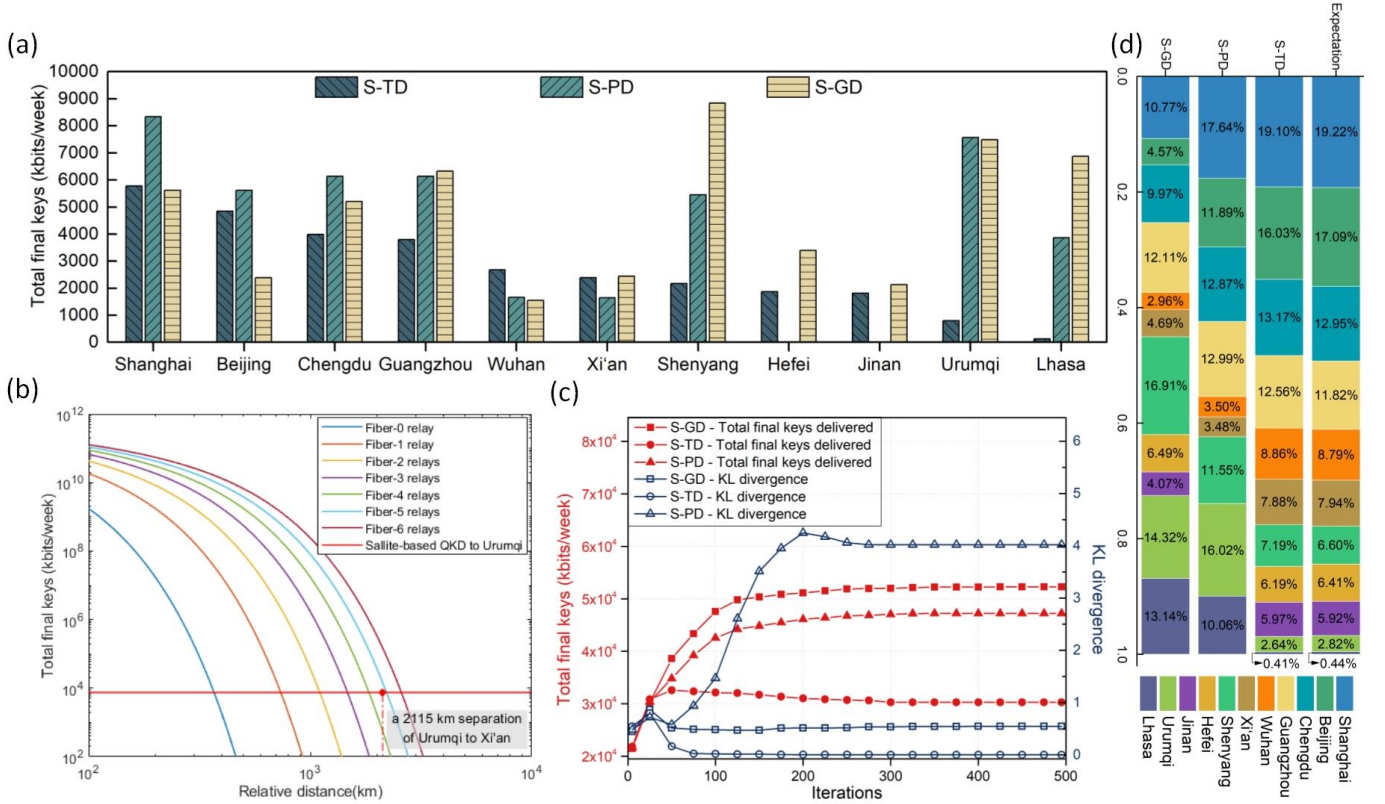 (a)
10000
9000
8000
7000
6000
5000
4000
3000
2000
1000
0
Total final keys (kbits/week)
S-TD S-PD S-GD
Shanghai Beijing Chengdu Guangzhou Wuhan Xi'an Shenyang Hefei Jinan Urumqi Lhasa
(b)
Total final keys (kbits/week)
10^12
10^10
10^8
10^6
10^4
10^2
Fiber-0 relay
Fiber-1 relay
Fiber-2 relays
Fiber-3 relays
Fiber-4 relays
Fiber-5 relays
Fiber-6 relays
Sallite-based QKD to Urumqi
a 2115 km separation
of Urumqi to Xi'an
10^2 10^3 10^4
Relative distance(km)
(c)
Total final keys (kbits/week)
8x10^4
7x10^4
6x10^4
5x10^4
4x10^4
3x10^4
2x10^4
S-GD - Total final keys delivered
S-TD - Total final keys delivered
S-PD - Total final keys delivered
S-GD - KL divergence
S-TD - KL divergence
S-PD - KL divergence
6
5
4
3
2
1
0
KL divergence
0 100 200 300 400 500
Iterations
(d)
S-GD
S-PD
S-TD
Expectation
0.0
0.2
0.4
0.6
0.8
1.0
10.77%
4.57%
9.97%
12.11%
2.96%
4.69%
16.91%
6.49%
4.07%
14.32%
13.14%
17.64%
11.89%
12.87%
12.99%
3.50%
3.48%
11.55%
16.02%
10.06%
19.10%
16.03%
13.17%
12.56%
8.86%
7.88%
7.19%
6.19%
5.97%
2.64%
0.41%
19.22%
17.09%
12.95%
11.82%
8.79%
7.94%
6.60%
6.41%
5.92%
2.82%
0.44%
Lhasa
Urumqi
Jinan
Hefei
Shenyang
Xi'an
Wuhan
Guangzhou
Chengdu
Beijing
Shanghai